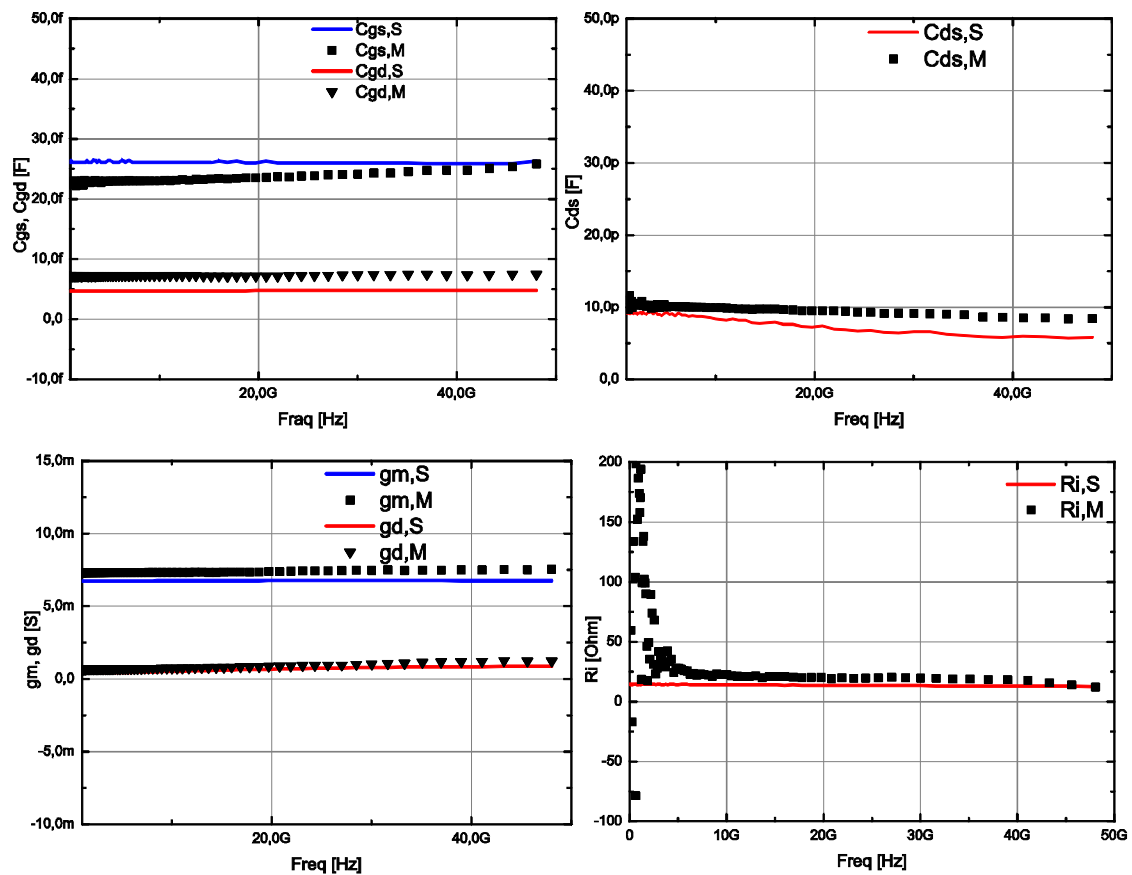 50,0f
40,0f
30,0f
20,0f
10,0f
0,0
-10,0f
Cgs, Cgd [F]
Cgs,S
Cgs,M
Cgd,S
Cgd,M
20,0G
40,0G
Fraq [Hz]
50,0p
40,0p
30,0p
20,0p
10,0p
0,0
Cds [F]
Cds,S
Cds,M
20,0G
40,0G
Freq [Hz]
15,0m
10,0m
5,0m
0,0
-5,0m
-10,0m
gm, gd [S]
gm,S
gm,M
gd,S
gd,M
20,0G
40,0G
Freq [Hz]
200
150
100
50
0
-50
-100
Ri [Ohm]
Ri,S
Ri,M
0
10G
20G
30G
40G
50G
Freq [Hz]